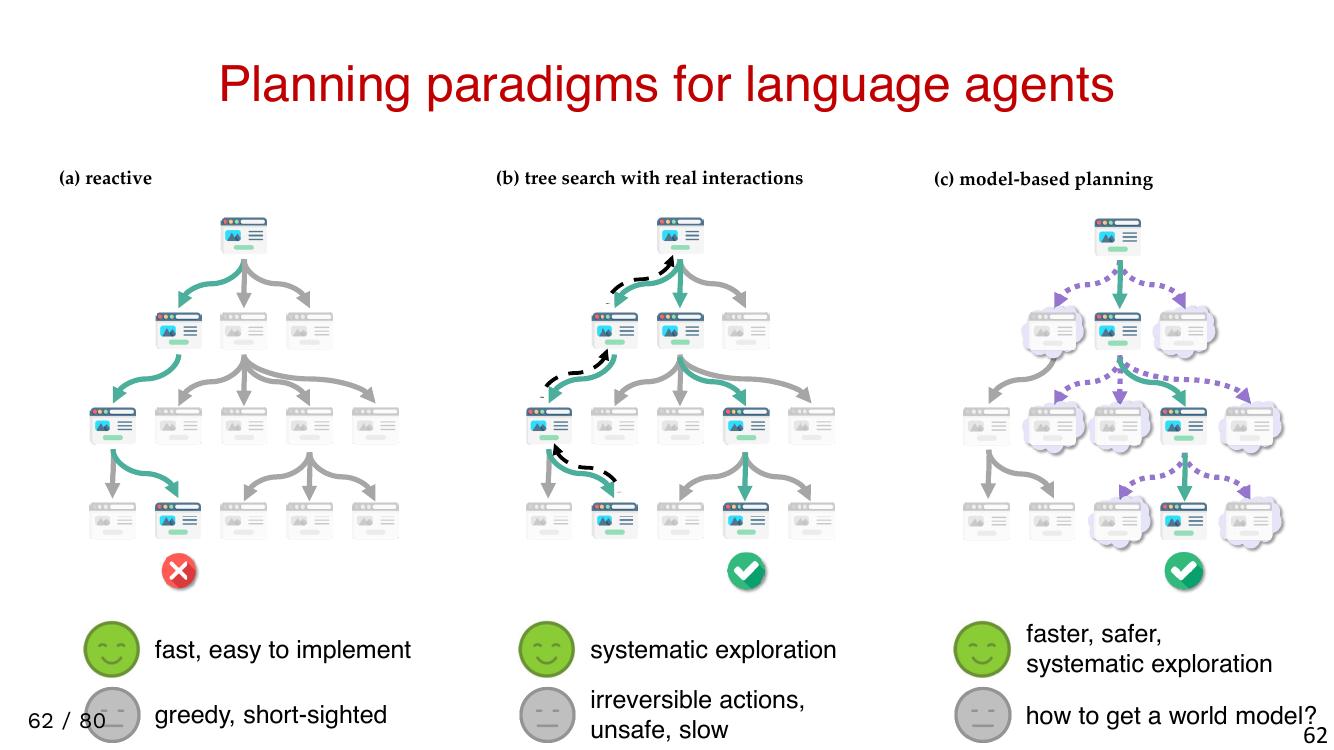 Planning paradigms for language agents
(a) reactive
(b) tree search with real interactions
(c) model-based planning
fast, easy to implement
greedy, short-sighted
systematic exploration
irreversible actions,
unsafe, slow
faster, safer,
systematic exploration
how to get a world model?
62 / 80
62